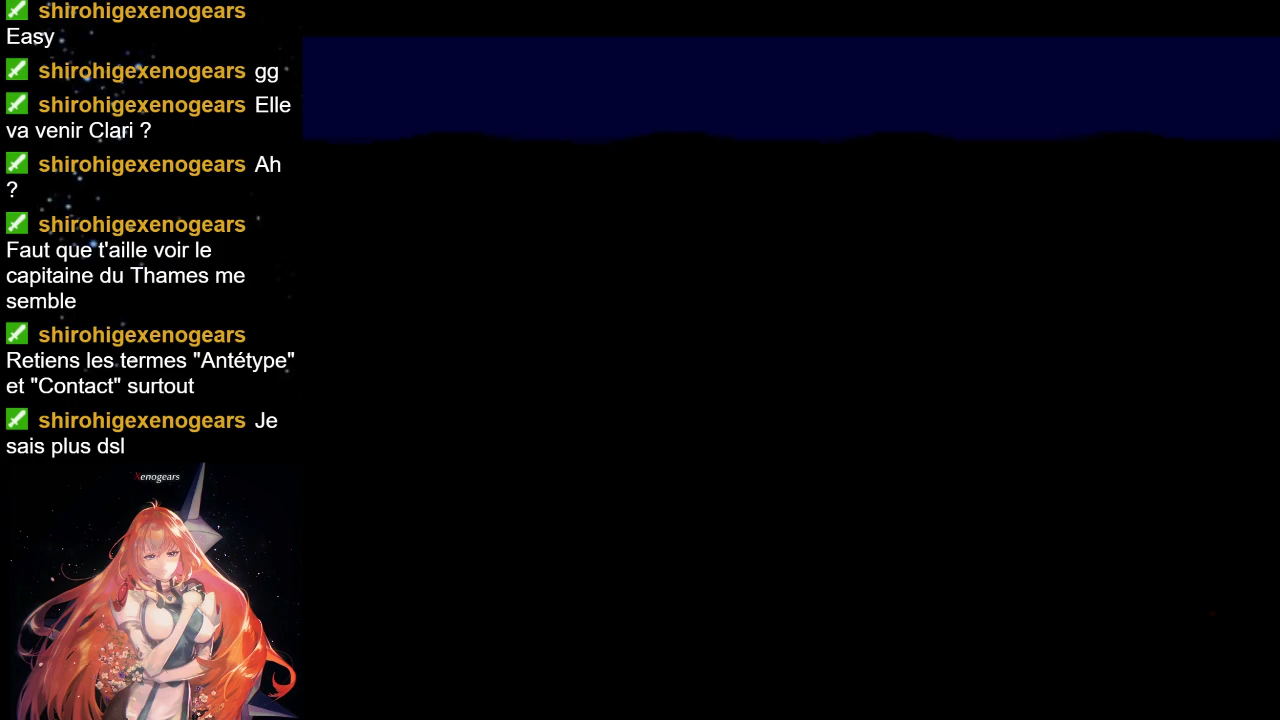 shirohigexenogears
Easy
shirohigexenogears gg
shirohigexenogears Elle
va venir Clari ?
shirohigexenogears Ah
?
shirohigexenogears
Faut que t'aille voir le
capitaine du Thames me
semble
shirohigexenogears
Retiens les termes "Antétype"
et "Contact" surtout
shirohigexenogears Je
sais plus dsl
Xenogears